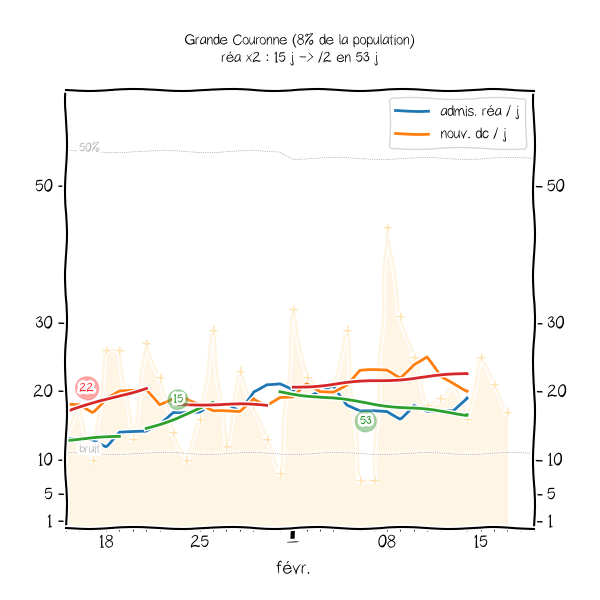 Grande Couronne (8% de la population)
réa x2 : 15 j -> /2 en 53 j
admis. réa / j
nouv. dc / j
50%
50 50
30 30
22
15
20 20
53
bruit
10 10
5 5
1 1
18 25 1 08 15
févr.